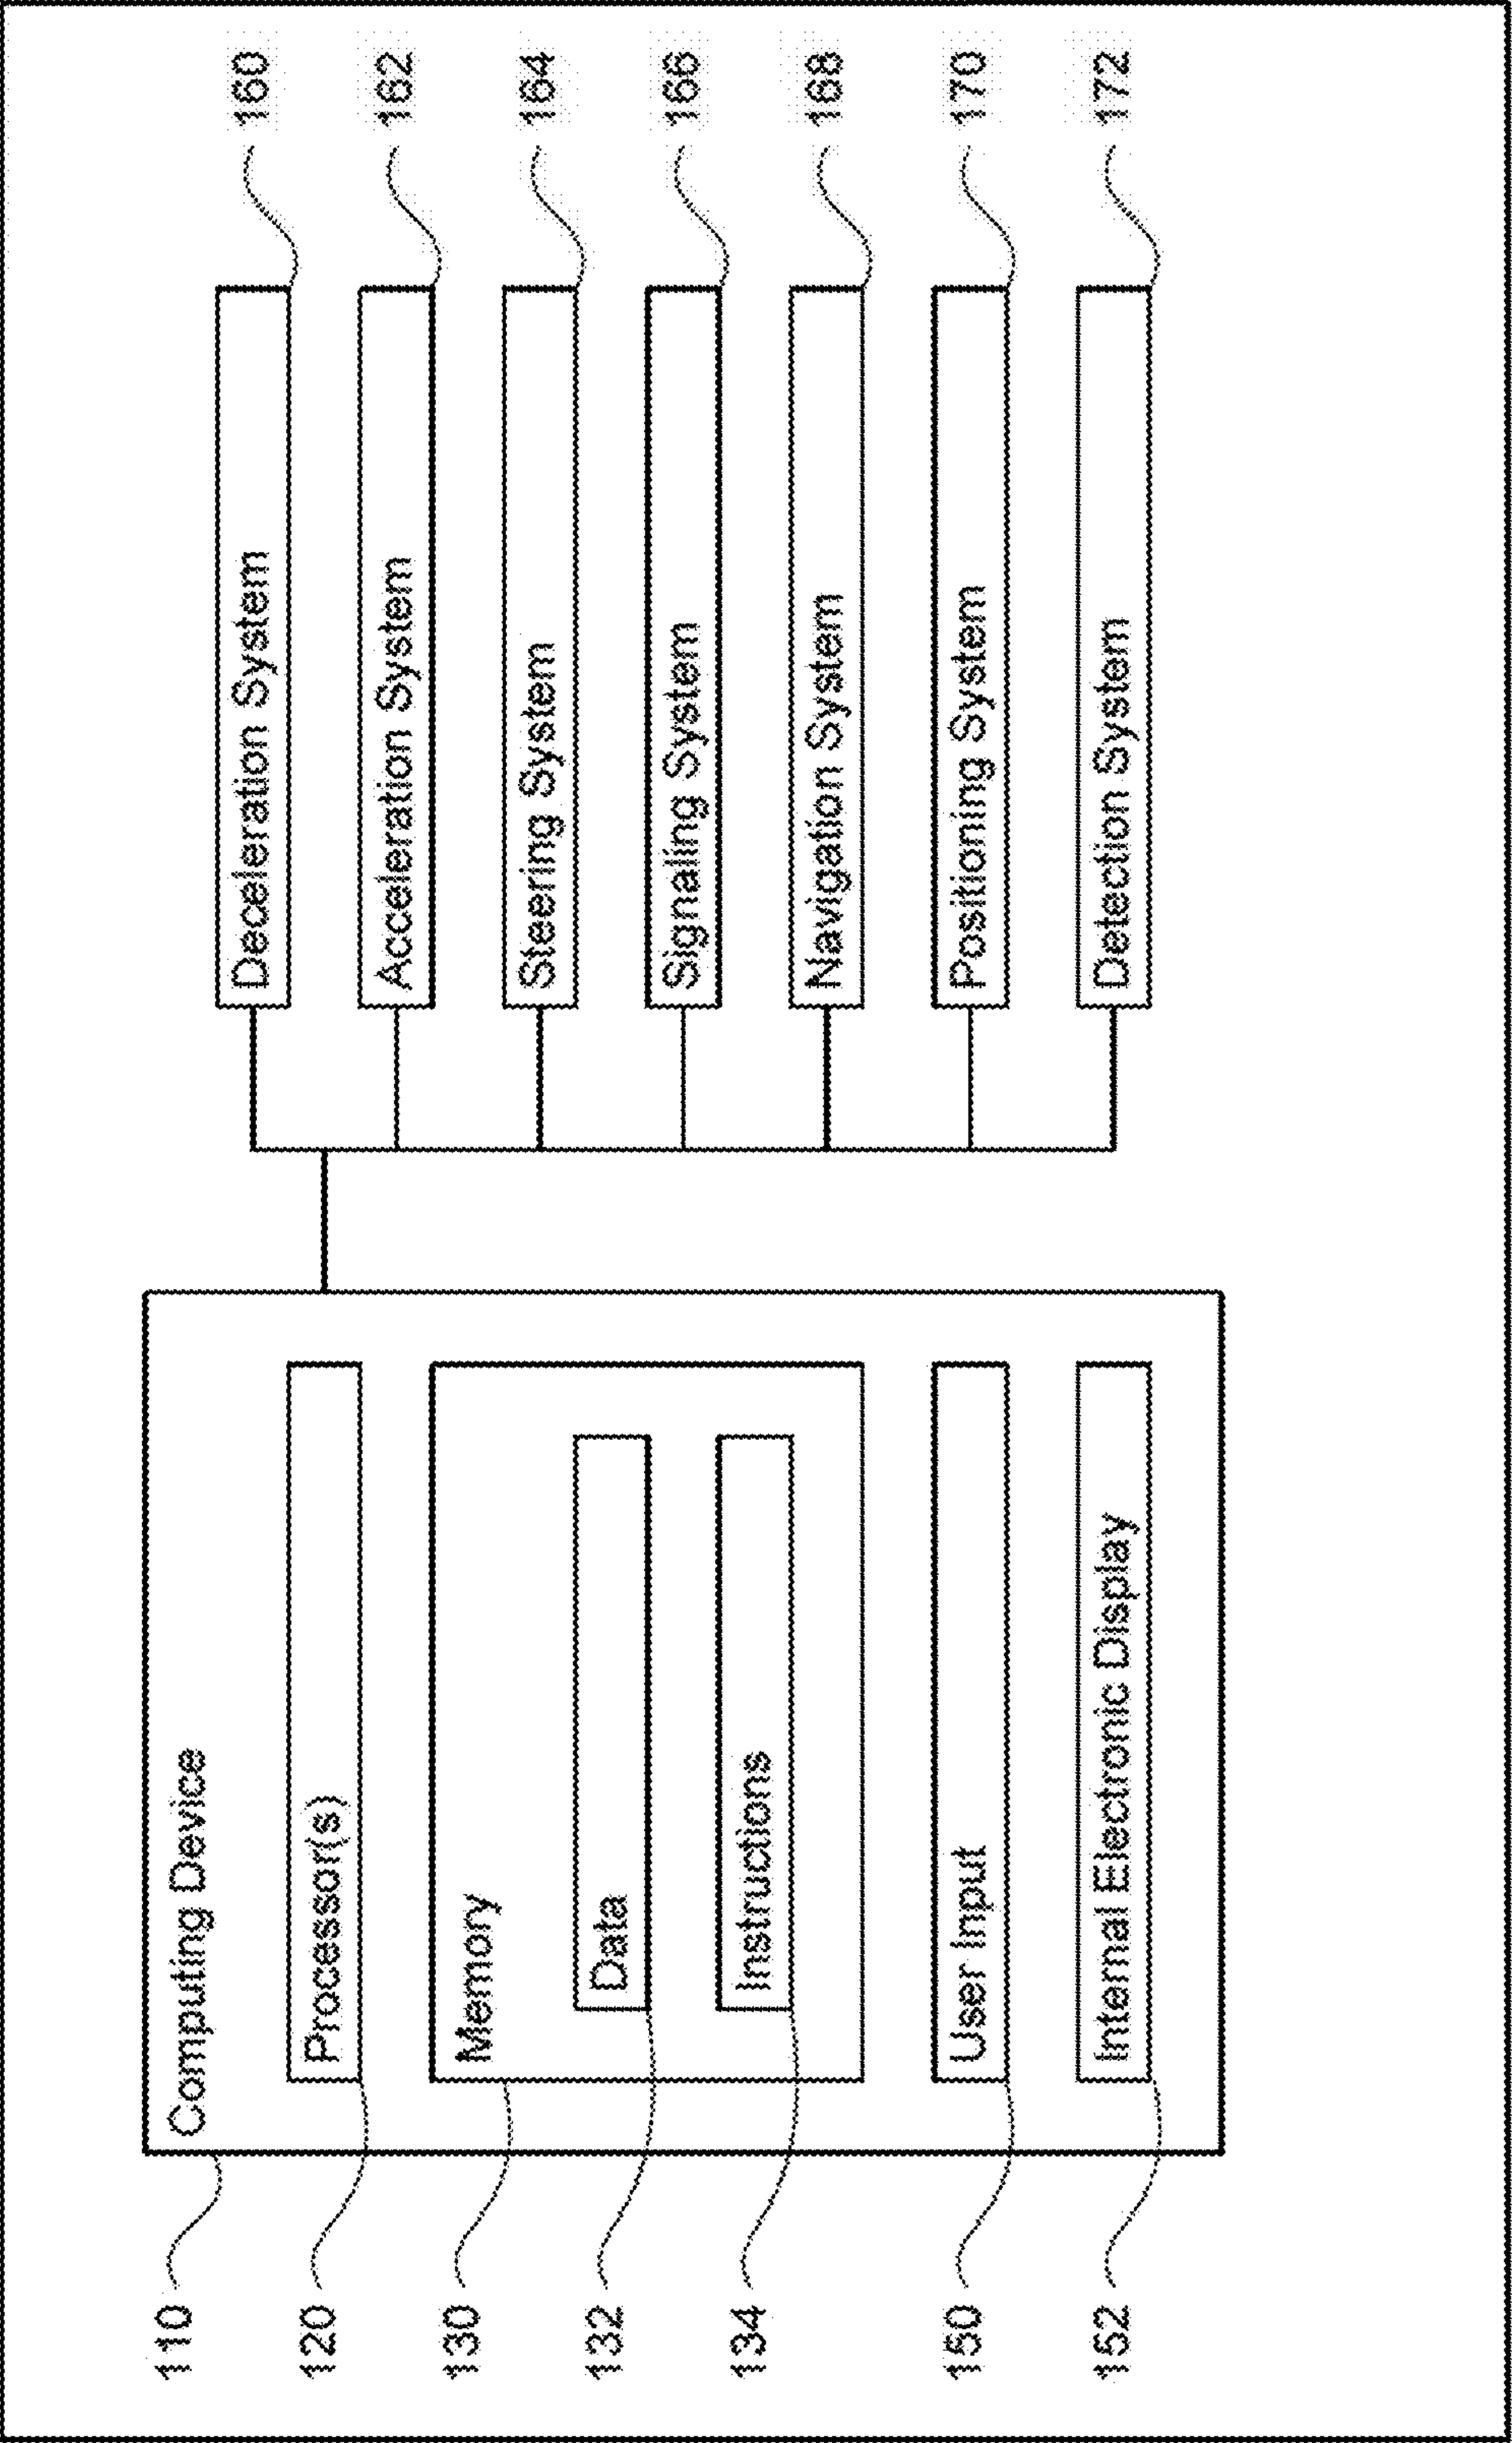 110
Computing Device
120
Processor(s)
130
Memory
132
Data
134
Instructions
150
User Input
152
Internal Electronic Display
Deceleration System
160
Acceleration System
162
Steering System
164
Signaling System
166
Navigation System
168
Positioning System
170
Detection System
172